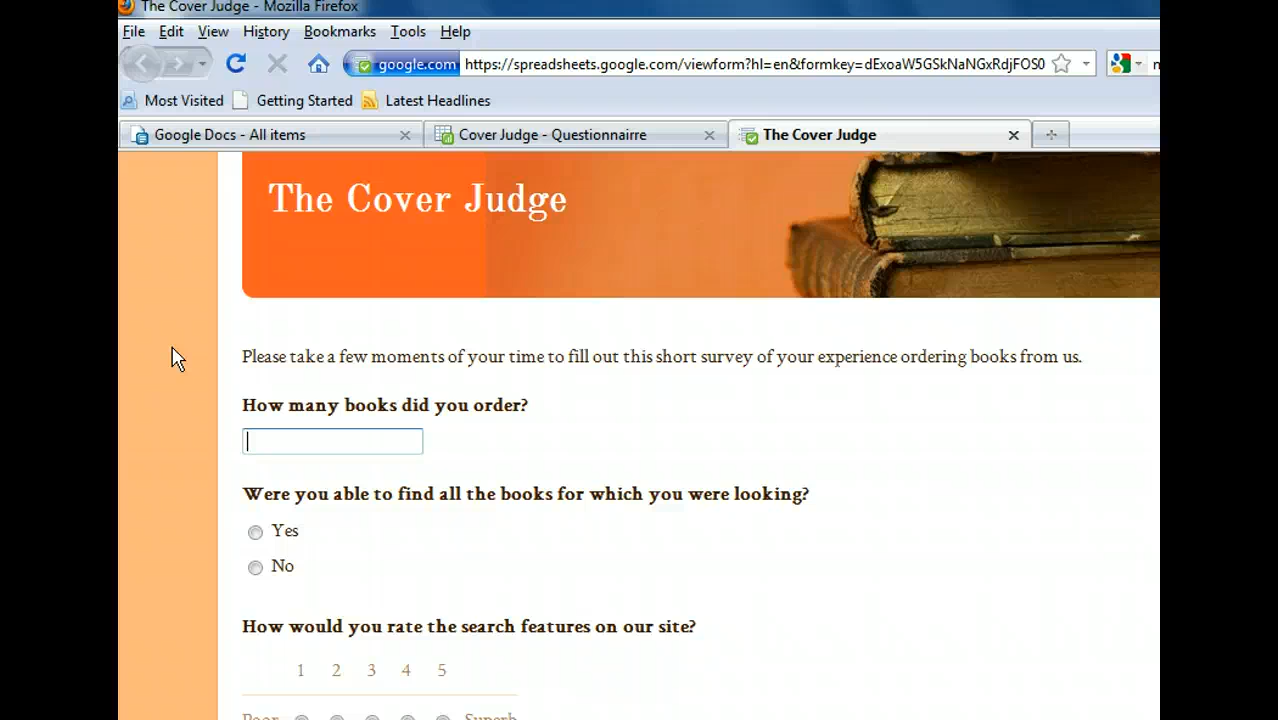 The Cover Judge - Mozilla Firefox
File Edit View History Bookmarks Tools Help
google.com https://spreadsheets.google.com/viewform?hl=en&formkey=dExoaW5GSkNaNGxRdjFOS0
Most Visited Getting Started Latest Headlines
Google Docs - All items Cover Judge - Questionnairre The Cover Judge
The Cover Judge
Please take a few moments of your time to fill out this short survey of your experience ordering books from us.
How many books did you order?
Were you able to find all the books for which you were looking?
Yes
No
How would you rate the search features on our site?
1 2 3 4 5
Poor Superb